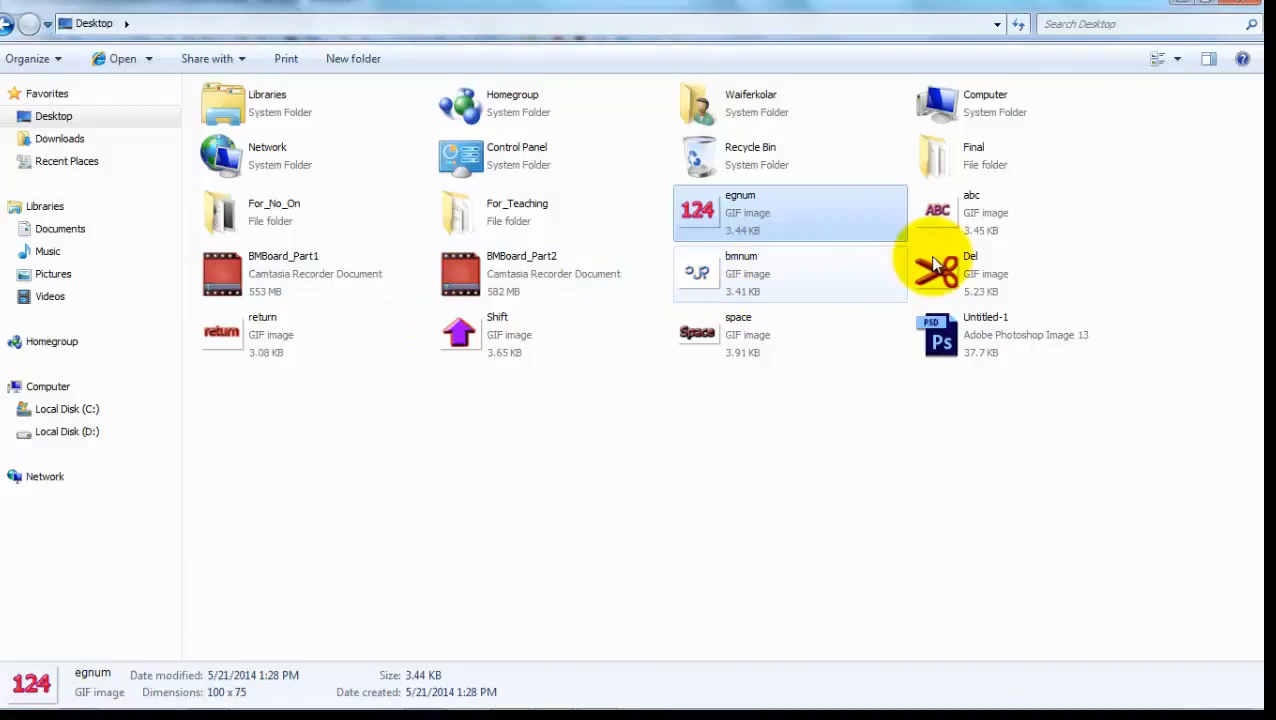 Desktop
Search Desktop
Organize Open Share with Print New folder
Favorites
Desktop
Downloads
Recent Places
Libraries
Documents
Music
Pictures
Videos
Homegroup
Computer
Local Disk (C:)
Local Disk (D:)
Network
Libraries
System Folder
Homegroup
System Folder
Waiferkolar
System Folder
Computer
System Folder
Network
System Folder
Control Panel
System Folder
Recycle Bin
System Folder
Final
File folder
For_No_On
File folder
For_Teaching
File folder
124
egnum
GIF image
3.44 KB
ABC
abc
GIF image
3.45 KB
BMBoard_Part1
Camtasia Recorder Document
553 MB
BMBoard_Part2
Camtasia Recorder Document
582 MB
bmnum
GIF image
3.41 KB
Del
GIF image
5.23 KB
return
return
GIF image
3.08 KB
Shift
GIF image
3.65 KB
Space
space
GIF image
3.91 KB
PSD
Ps
Untitled-1
Adobe Photoshop Image 13
37.7 KB
124
egnum
GIF image
Date modified: 5/21/2014 1:28 PM
Dimensions: 100 x 75
Size: 3.44 KB
Date created: 5/21/2014 1:28 PM